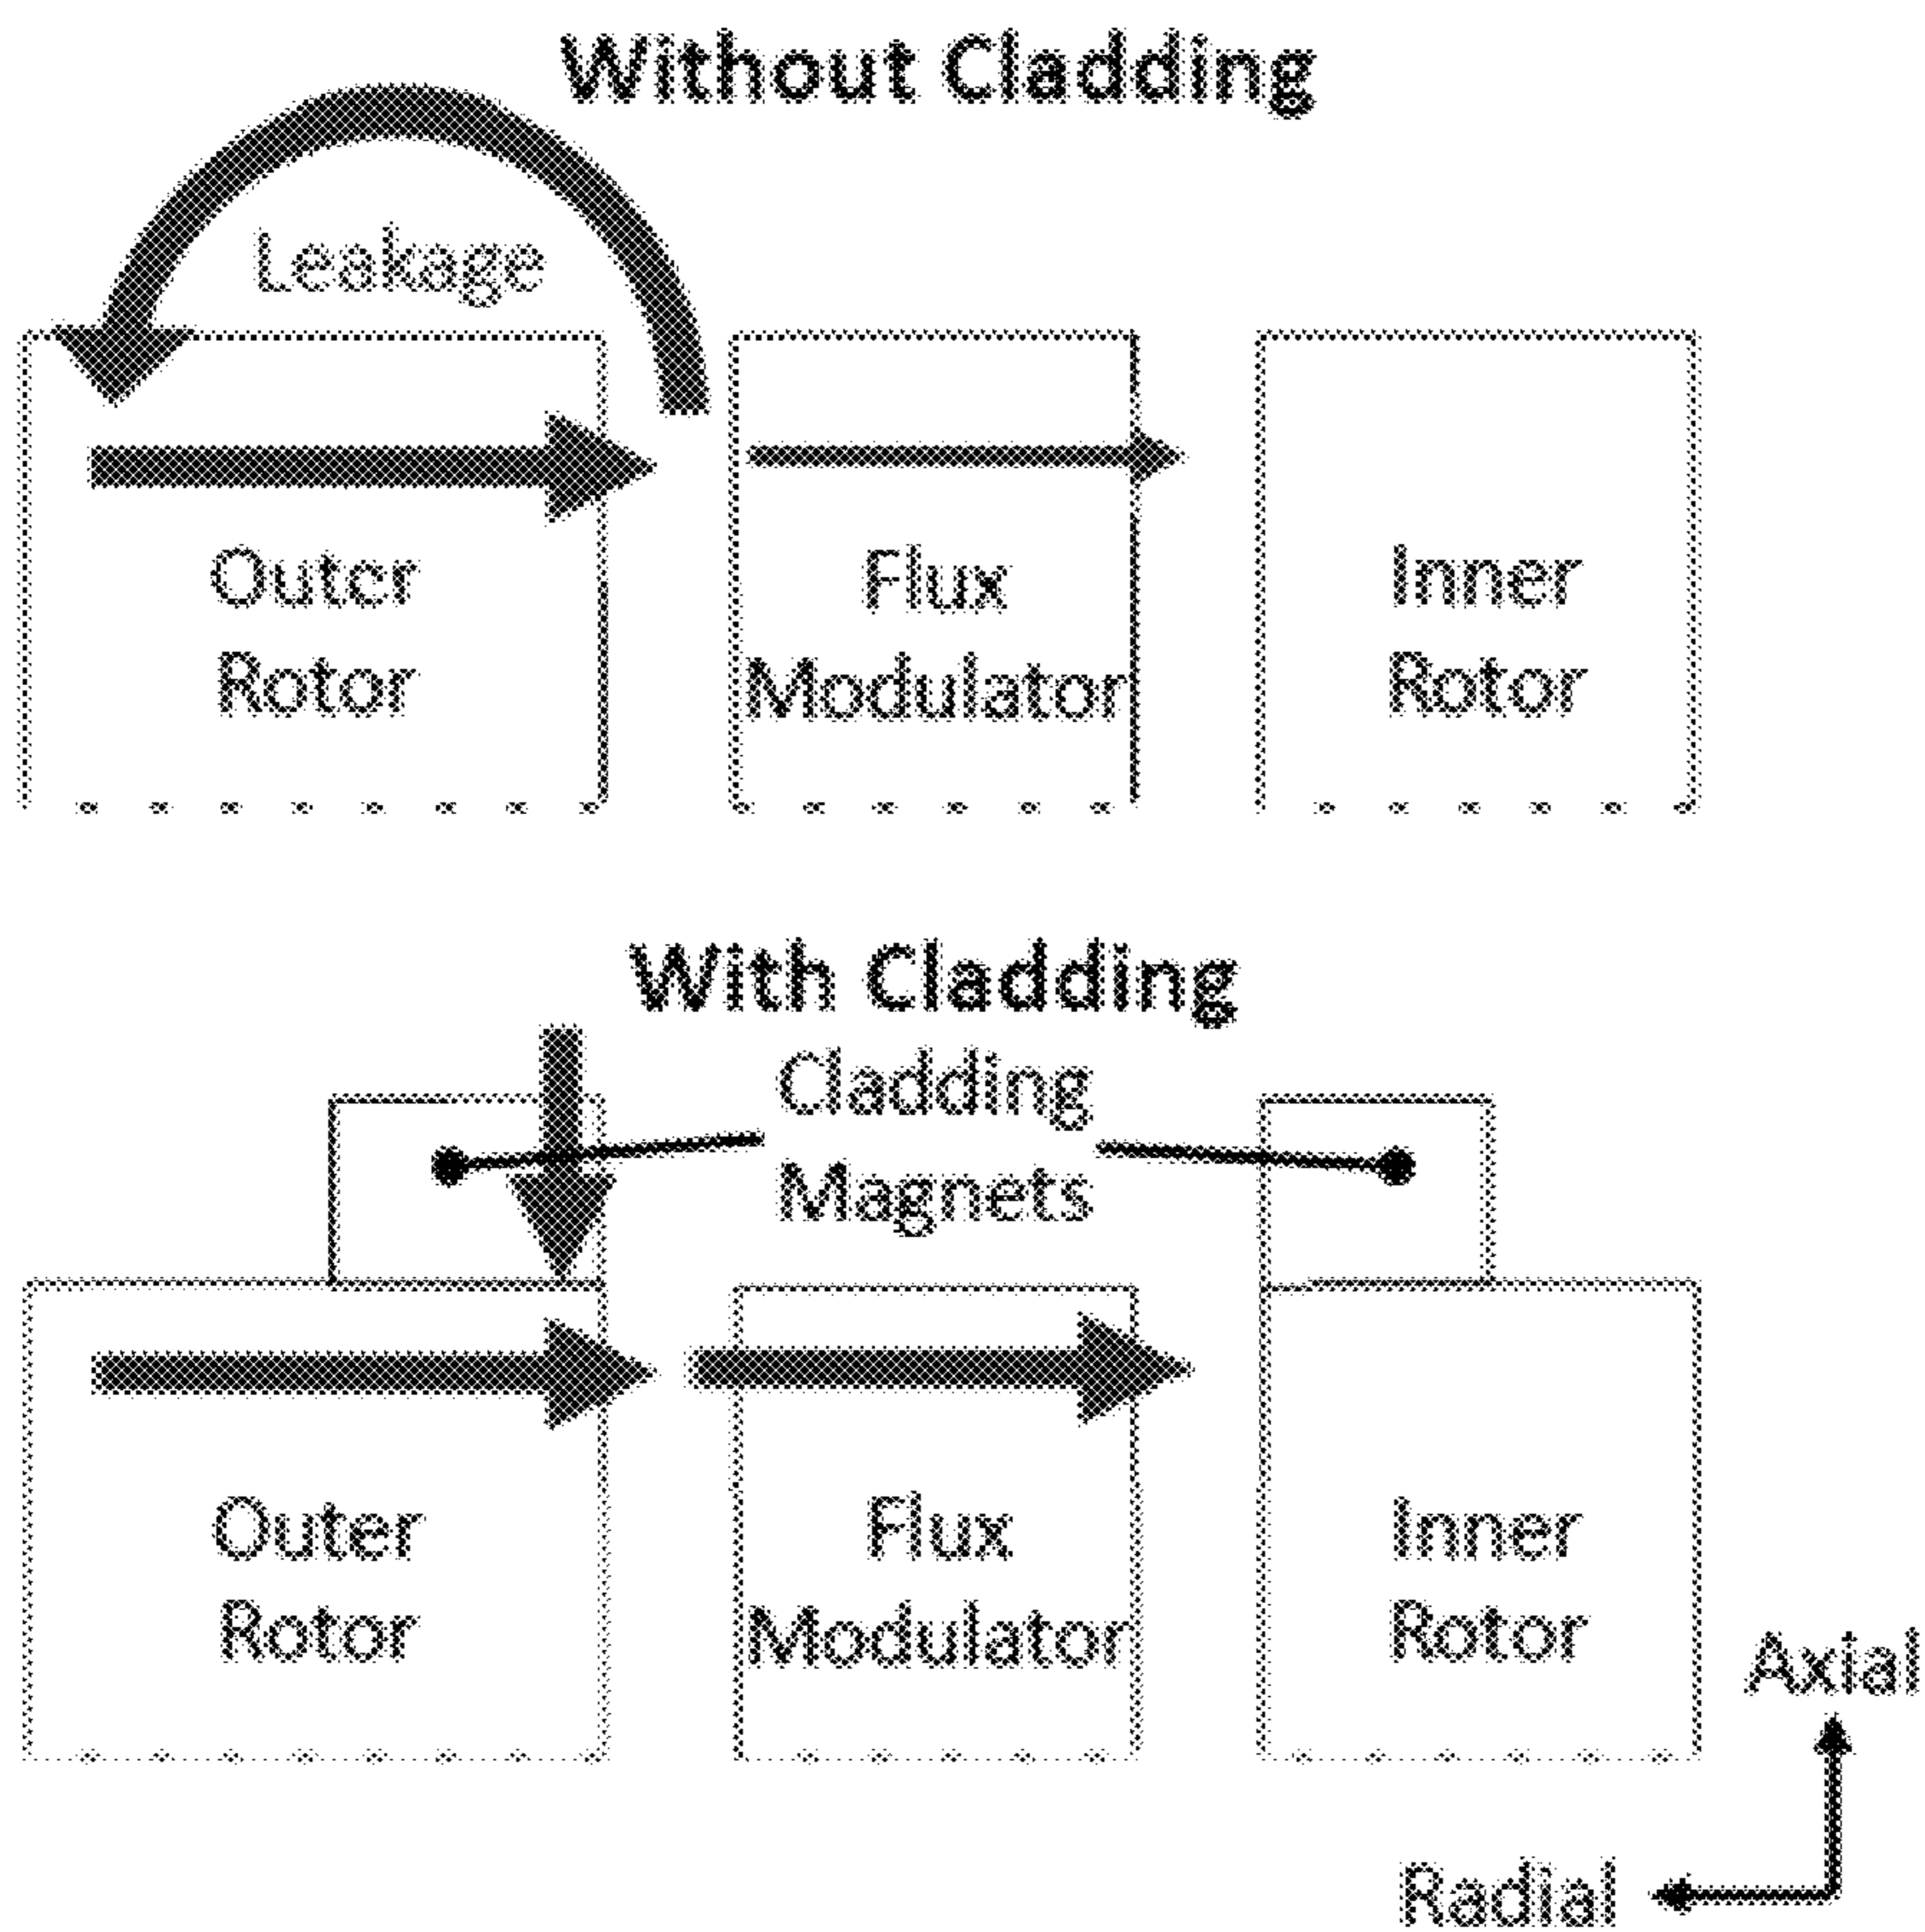 Without Cladding
Leakage
Outer
Rotor
Flux
Modulator
Inner
Rotor
With Cladding
Cladding
Magnets
Outer
Rotor
Flux
Modulator
Inner
Rotor
Axial
Radial